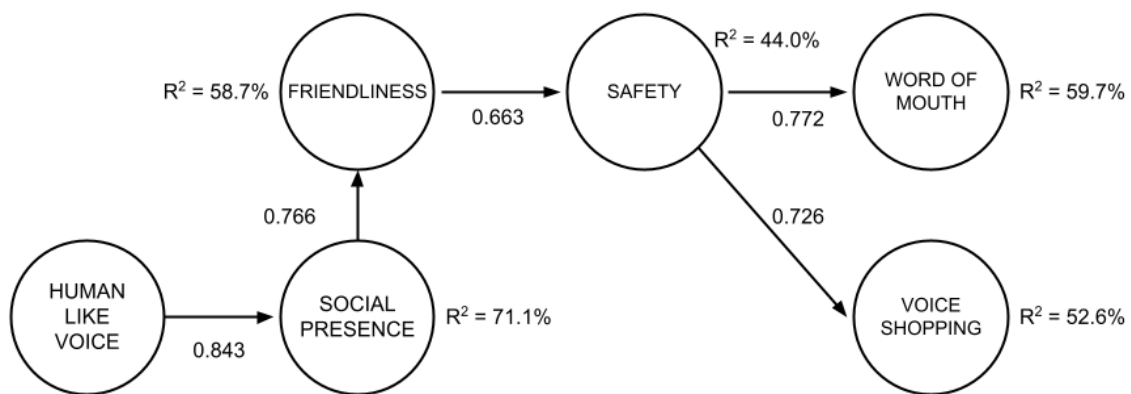 R² = 44.0%
R² = 58.7%
FRIENDLINESS
SAFETY
WORD OF
MOUTH
R² = 59.7%
0.663
0.772
0.766
0.726
HUMAN
LIKE
VOICE
SOCIAL
PRESENCE
R² = 71.1%
VOICE
SHOPPING
R² = 52.6%
0.843